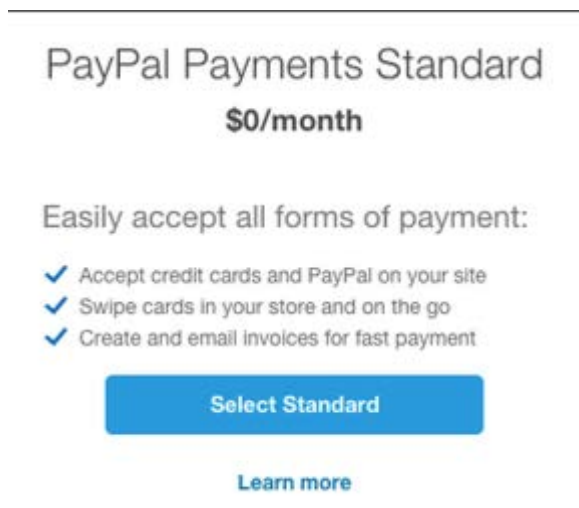 PayPal Payments Standard
$0/month
Easily accept all forms of payment:
Accept credit cards and PayPal on your site
Swipe cards in your store and on the go
Create and email invoices for fast payment
Select Standard
Learn more